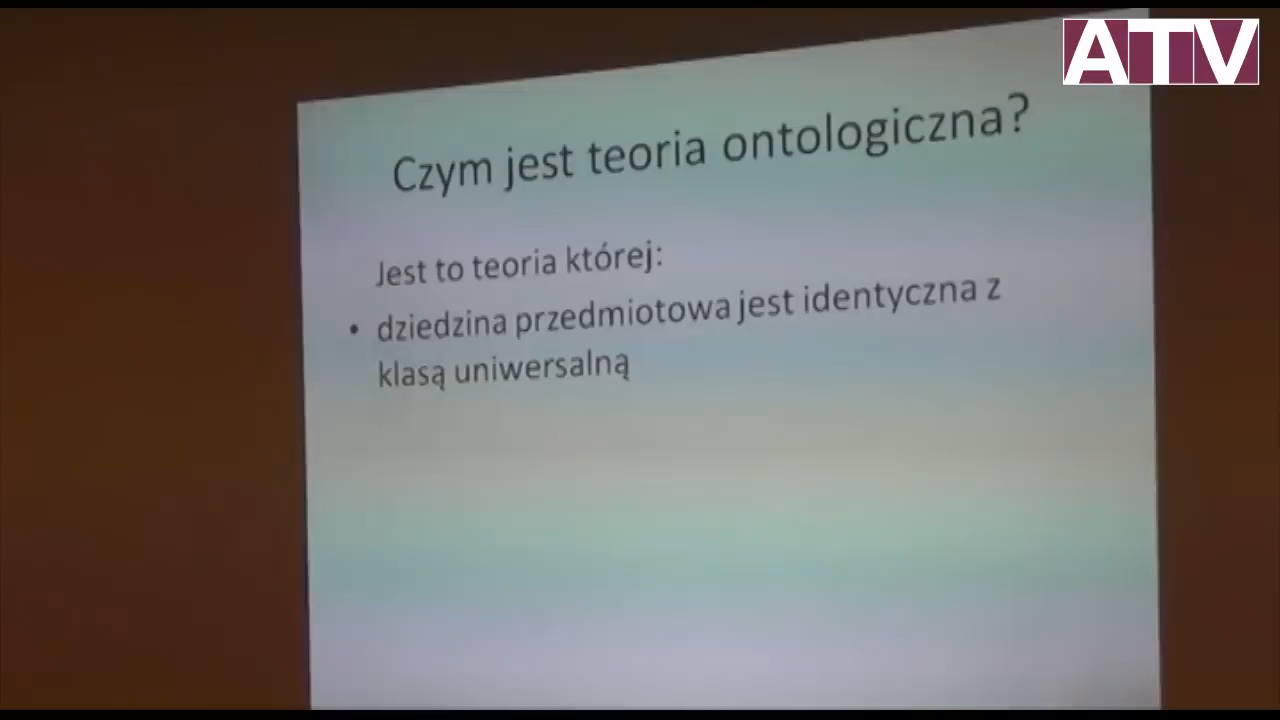 ATV
Czym jest teoria ontologiczna?
Jest to teoria której:
• dziedzina przedmiotowa jest identyczna z
klasą uniwersalną